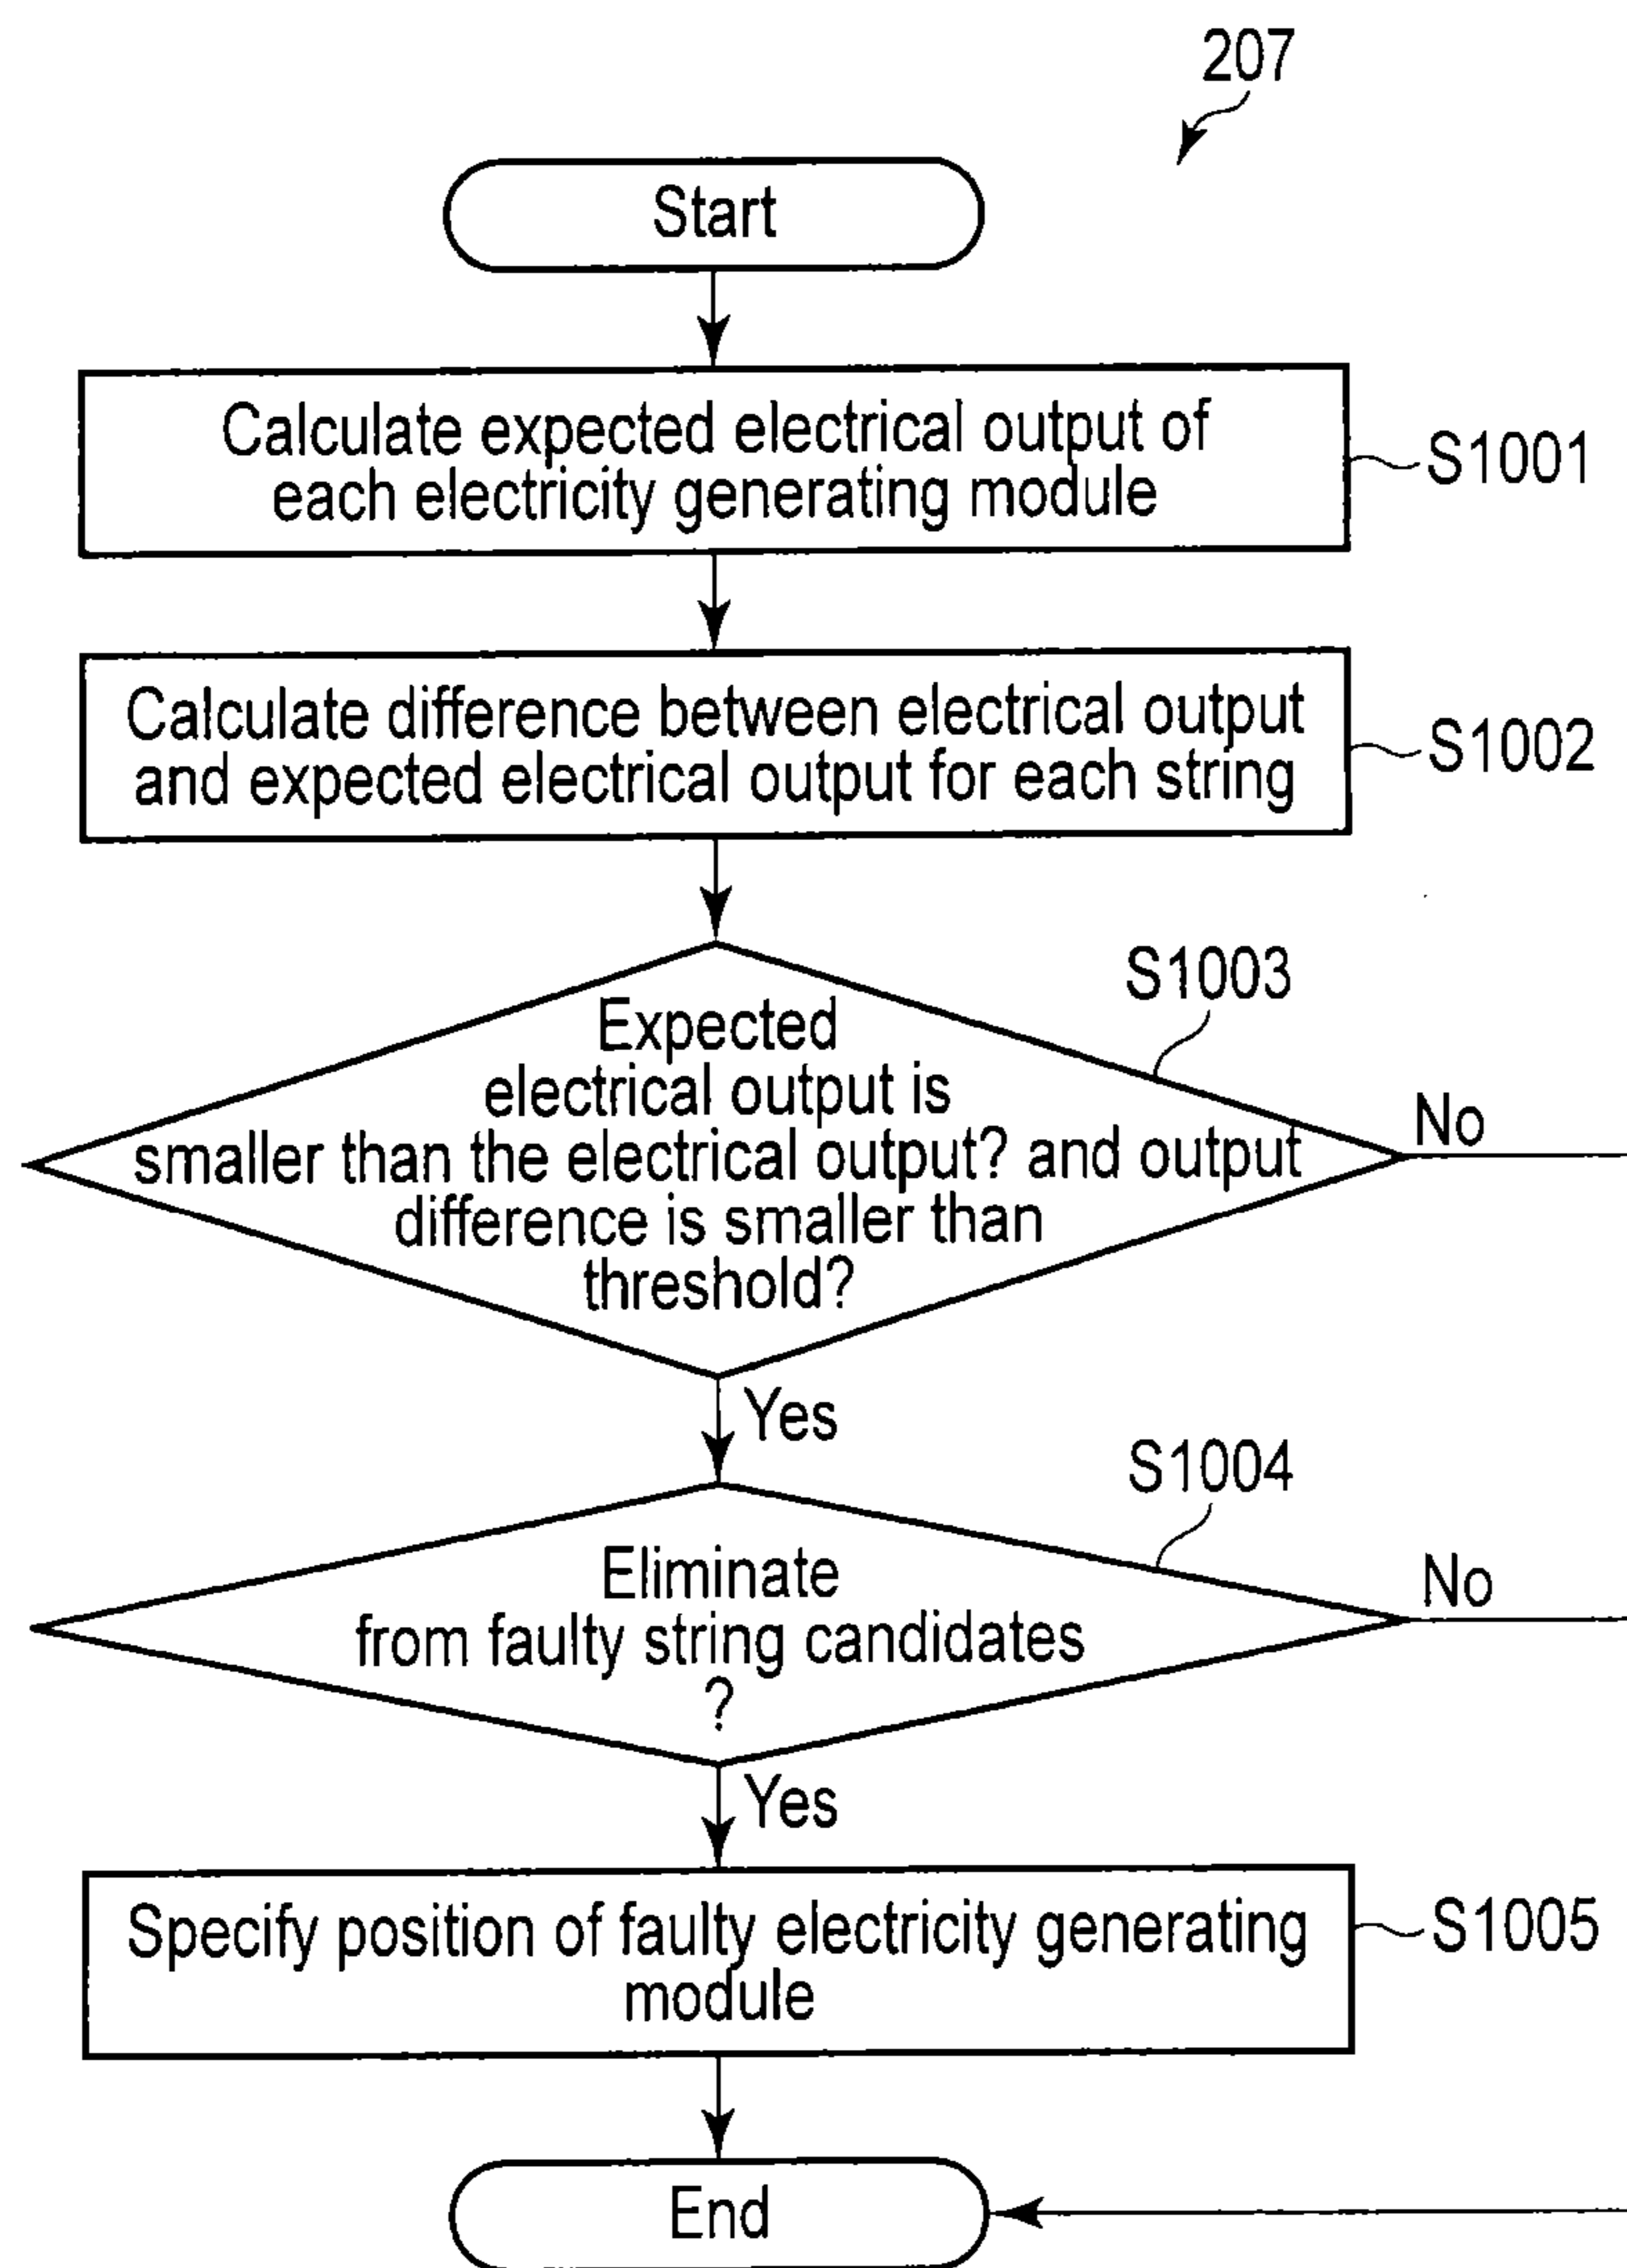 207
Start
Calculate expected electrical output of
each electricity generating module
S1001
Calculate difference between electrical output
and expected electrical output for each string
S1002
S1003
Expected
electrical output is
smaller than the electrical output? and output
difference is smaller than
threshold?
No
Yes
S1004
Eliminate
from faulty string candidates
?
No
Yes
Specify position of faulty electricity generating
module
S1005
End